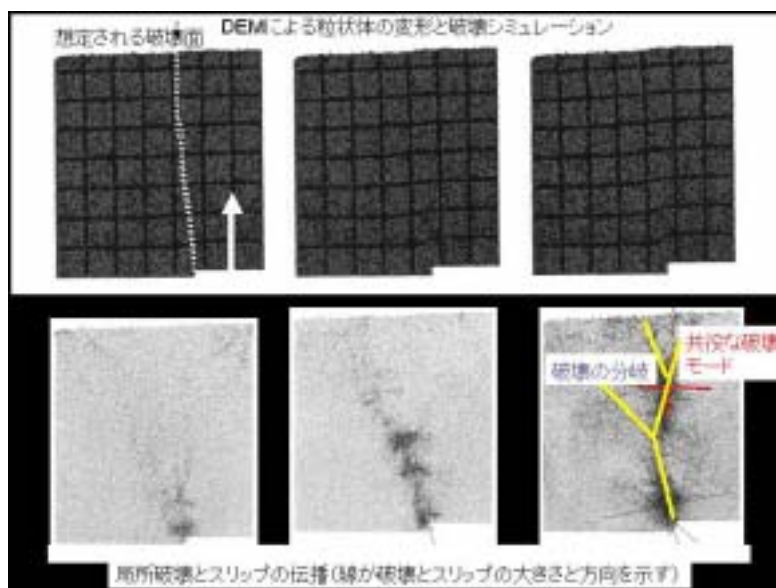 DEMによる粒状体の変形と破壊シミュレーション
想定される破壊面
破壊の分岐
共役な破壊
モード
局所破壊とスリップの伝播(線が破壊とスリップの大きさと方向を示す)